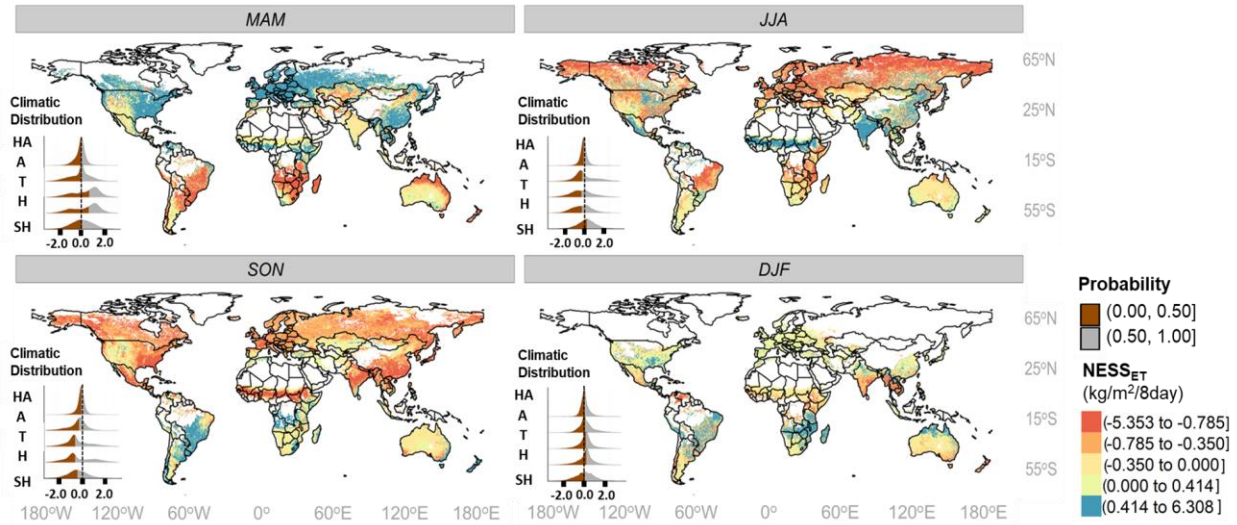 MAM
JJA
Climatic
Distribution
HA
A
T
H
SH
-2.0 0.0 2.0
Climatic
Distribution
HA
A
T
H
SH
-2.0 0.0 2.0
65ºN
25ºN
15ºS
55ºS
SON
DJF
Climatic
Distribution
HA
A
T
H
SH
-2.0 0.0 2.0
Climatic
Distribution
HA
A
T
H
SH
-2.0 0.0 2.0
65ºN
25ºN
15ºS
55ºS
180ºW 120ºW 60ºW 0º 60ºE 120ºE 180ºE
120ºW 60ºW 0º 60ºE 120ºE 180ºE
Probability
(0.00, 0.50]
(0.50, 1.00]
NESS_ET
(kg/m²/8day)
(-5.353 to -0.785]
(-0.785 to -0.350]
(-0.350 to 0.000]
(0.000 to 0.414]
(0.414 to 6.308]